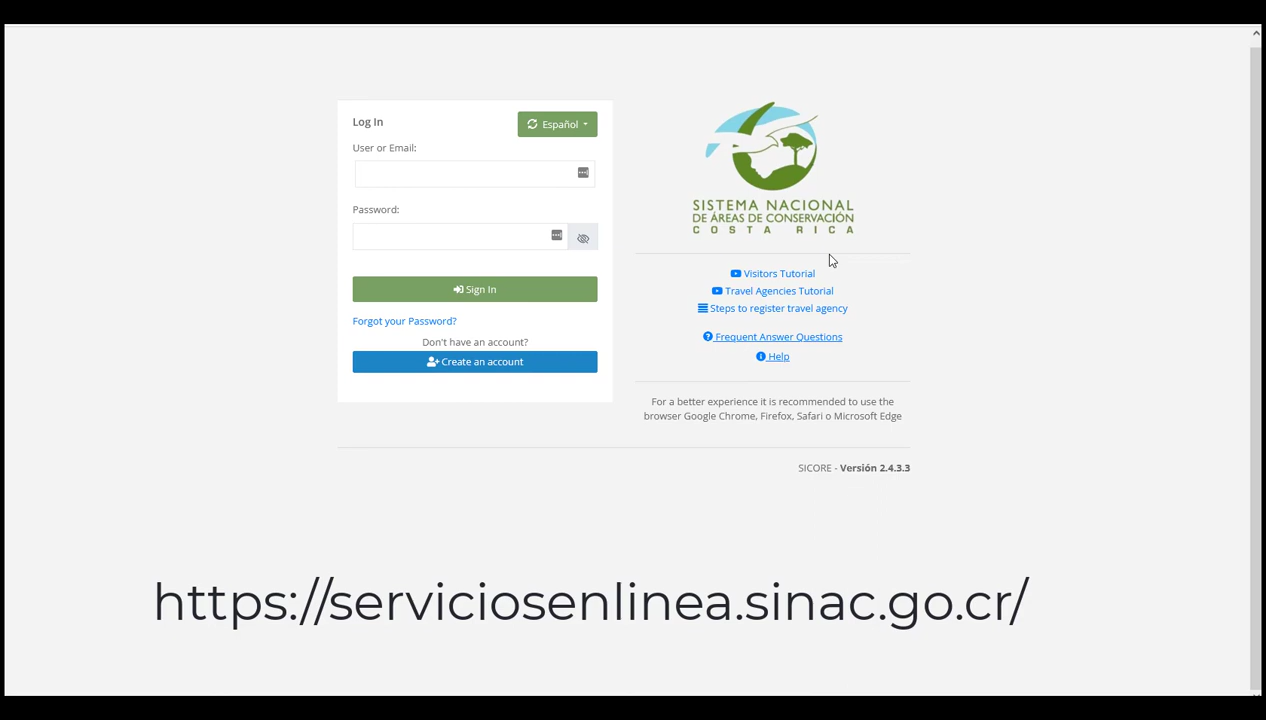 Log In
Español
User or Email:
Password:
Sign In
Forgot your Password?
Don't have an account?
Create an account
SISTEMA NACIONAL
DE ÁREAS DE CONSERVACIÓN
COSTA RICA
Visitors Tutorial
Travel Agencies Tutorial
Steps to register travel agency
Frequent Answer Questions
Help
For a better experience it is recommended to use the
browser Google Chrome, Firefox, Safari o Microsoft Edge
SICORE - Versión 2.4.3.3
https://serviciosenlinea.sinac.go.cr/